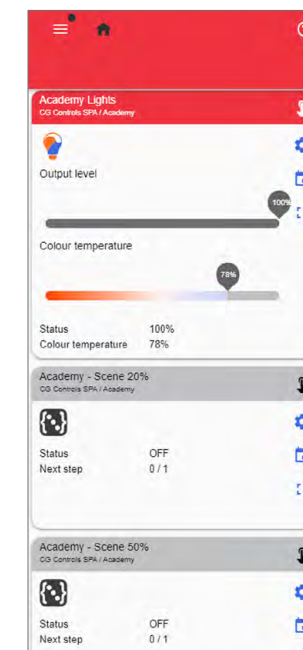 Academy Lights
CG Controls SPA / Academy
Output level
100%
Colour temperature
78%
Status 100%
Colour temperature 78%
Academy - Scene 20%
CG Controls SPA / Academy
Status OFF
Next step 0 / 1
Academy - Scene 50%
CG Controls SPA / Academy
Status OFF
Next step 0 / 1